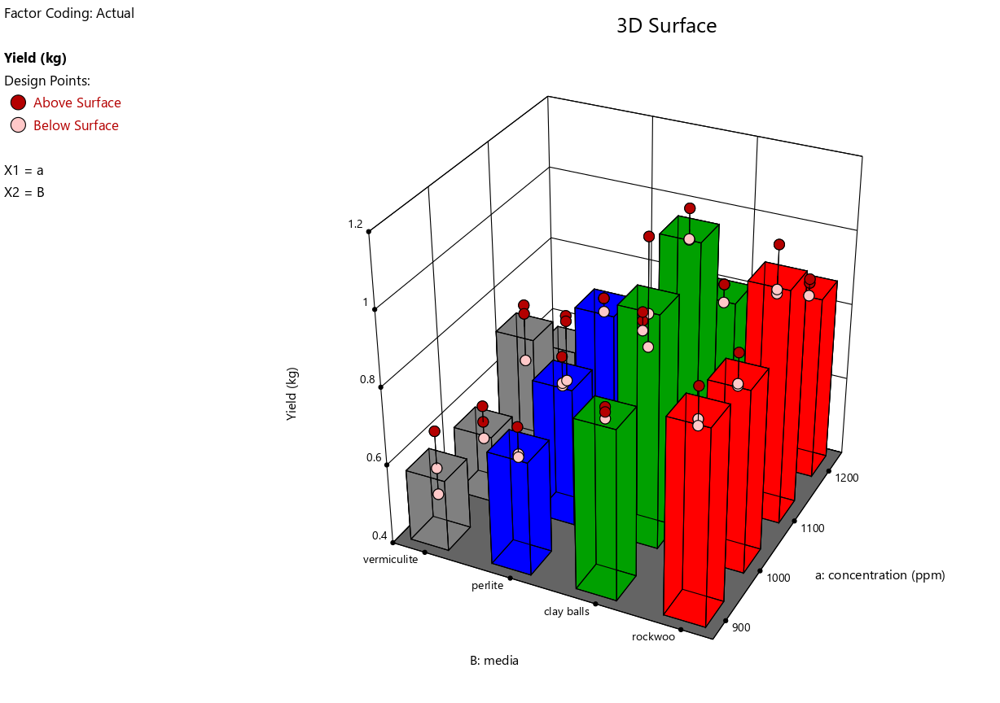 Factor Coding: Actual
3D Surface
Yield (kg)
Design Points:
Above Surface
Below Surface
X1 = a
X2 = B
1.2
1
0.8
0.6
0.4
Yield (kg)
vermiculite
perlite
clay balls
rockwoo
B: media
900
1000
1100
1200
a: concentration (ppm)